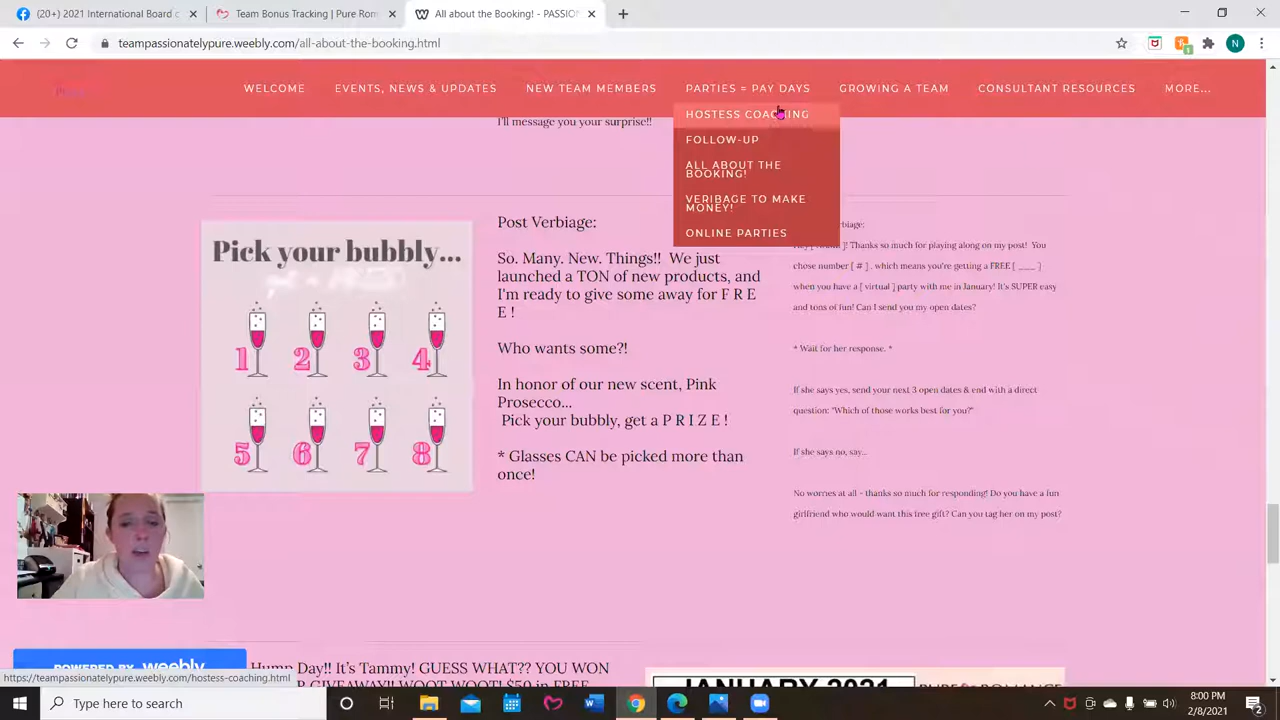 (20+) 2021 International Board
Team Bonus Tracking
All about the Booking! - PASSION
teampassionatelypure.weebly.com/all-about-the-booking.html
N
WELCOME
EVENTS, NEWS & UPDATES
NEW TEAM MEMBERS
PARTIES = PAY DAYS
GROWING A TEAM
CONSULTANT RESOURCES
MORE...
HOSTESS COACHING
FOLLOW-UP
ALL ABOUT THE
BOOKING!
VERIBAGE TO MAKE
MONEY!
ONLINE PARTIES
I'll message you your surprise!!
Pick your bubbly...
1 2 3 4
5 6 7 8
Post Verbiage:
So. Many. New. Things!! We just
launched a TON of new products, and
I'm ready to give some away for F R E
E !
Who wants some?!
In honor of our new scent, Pink
Prosecco...
Pick your bubbly, get a P R I Z E !
* Glasses CAN be picked more than
once!
]! Thanks so much for playing along on my post! You
chose number [ # ] . which means you're getting a FREE [ ___ ]
when you have a [ virtual ] party with me in January! It's SUPER easy
and tons of fun! Can I send you my open dates?
* Wait for her response. *
If she says yes, send your next 3 open dates & end with a direct
question: "Which of those works best for you?"
If she says no, say...
No worries at all - thanks so much for responding! Do you have a fun
girlfriend who would want this free gift? Can you tag her on my post?
POWERED BY weebly
Hump Day!! It's Tammy! GUESS WHAT?? YOU WON
GIVEAWAY!! WOOT WOOT! $50 in FREE
JANUARY 2021
PURE ROMANCE
https://teampassionatelypure.weebly.com/hostess-coaching.html
Type here to search
8:00 PM
2/8/2021
2